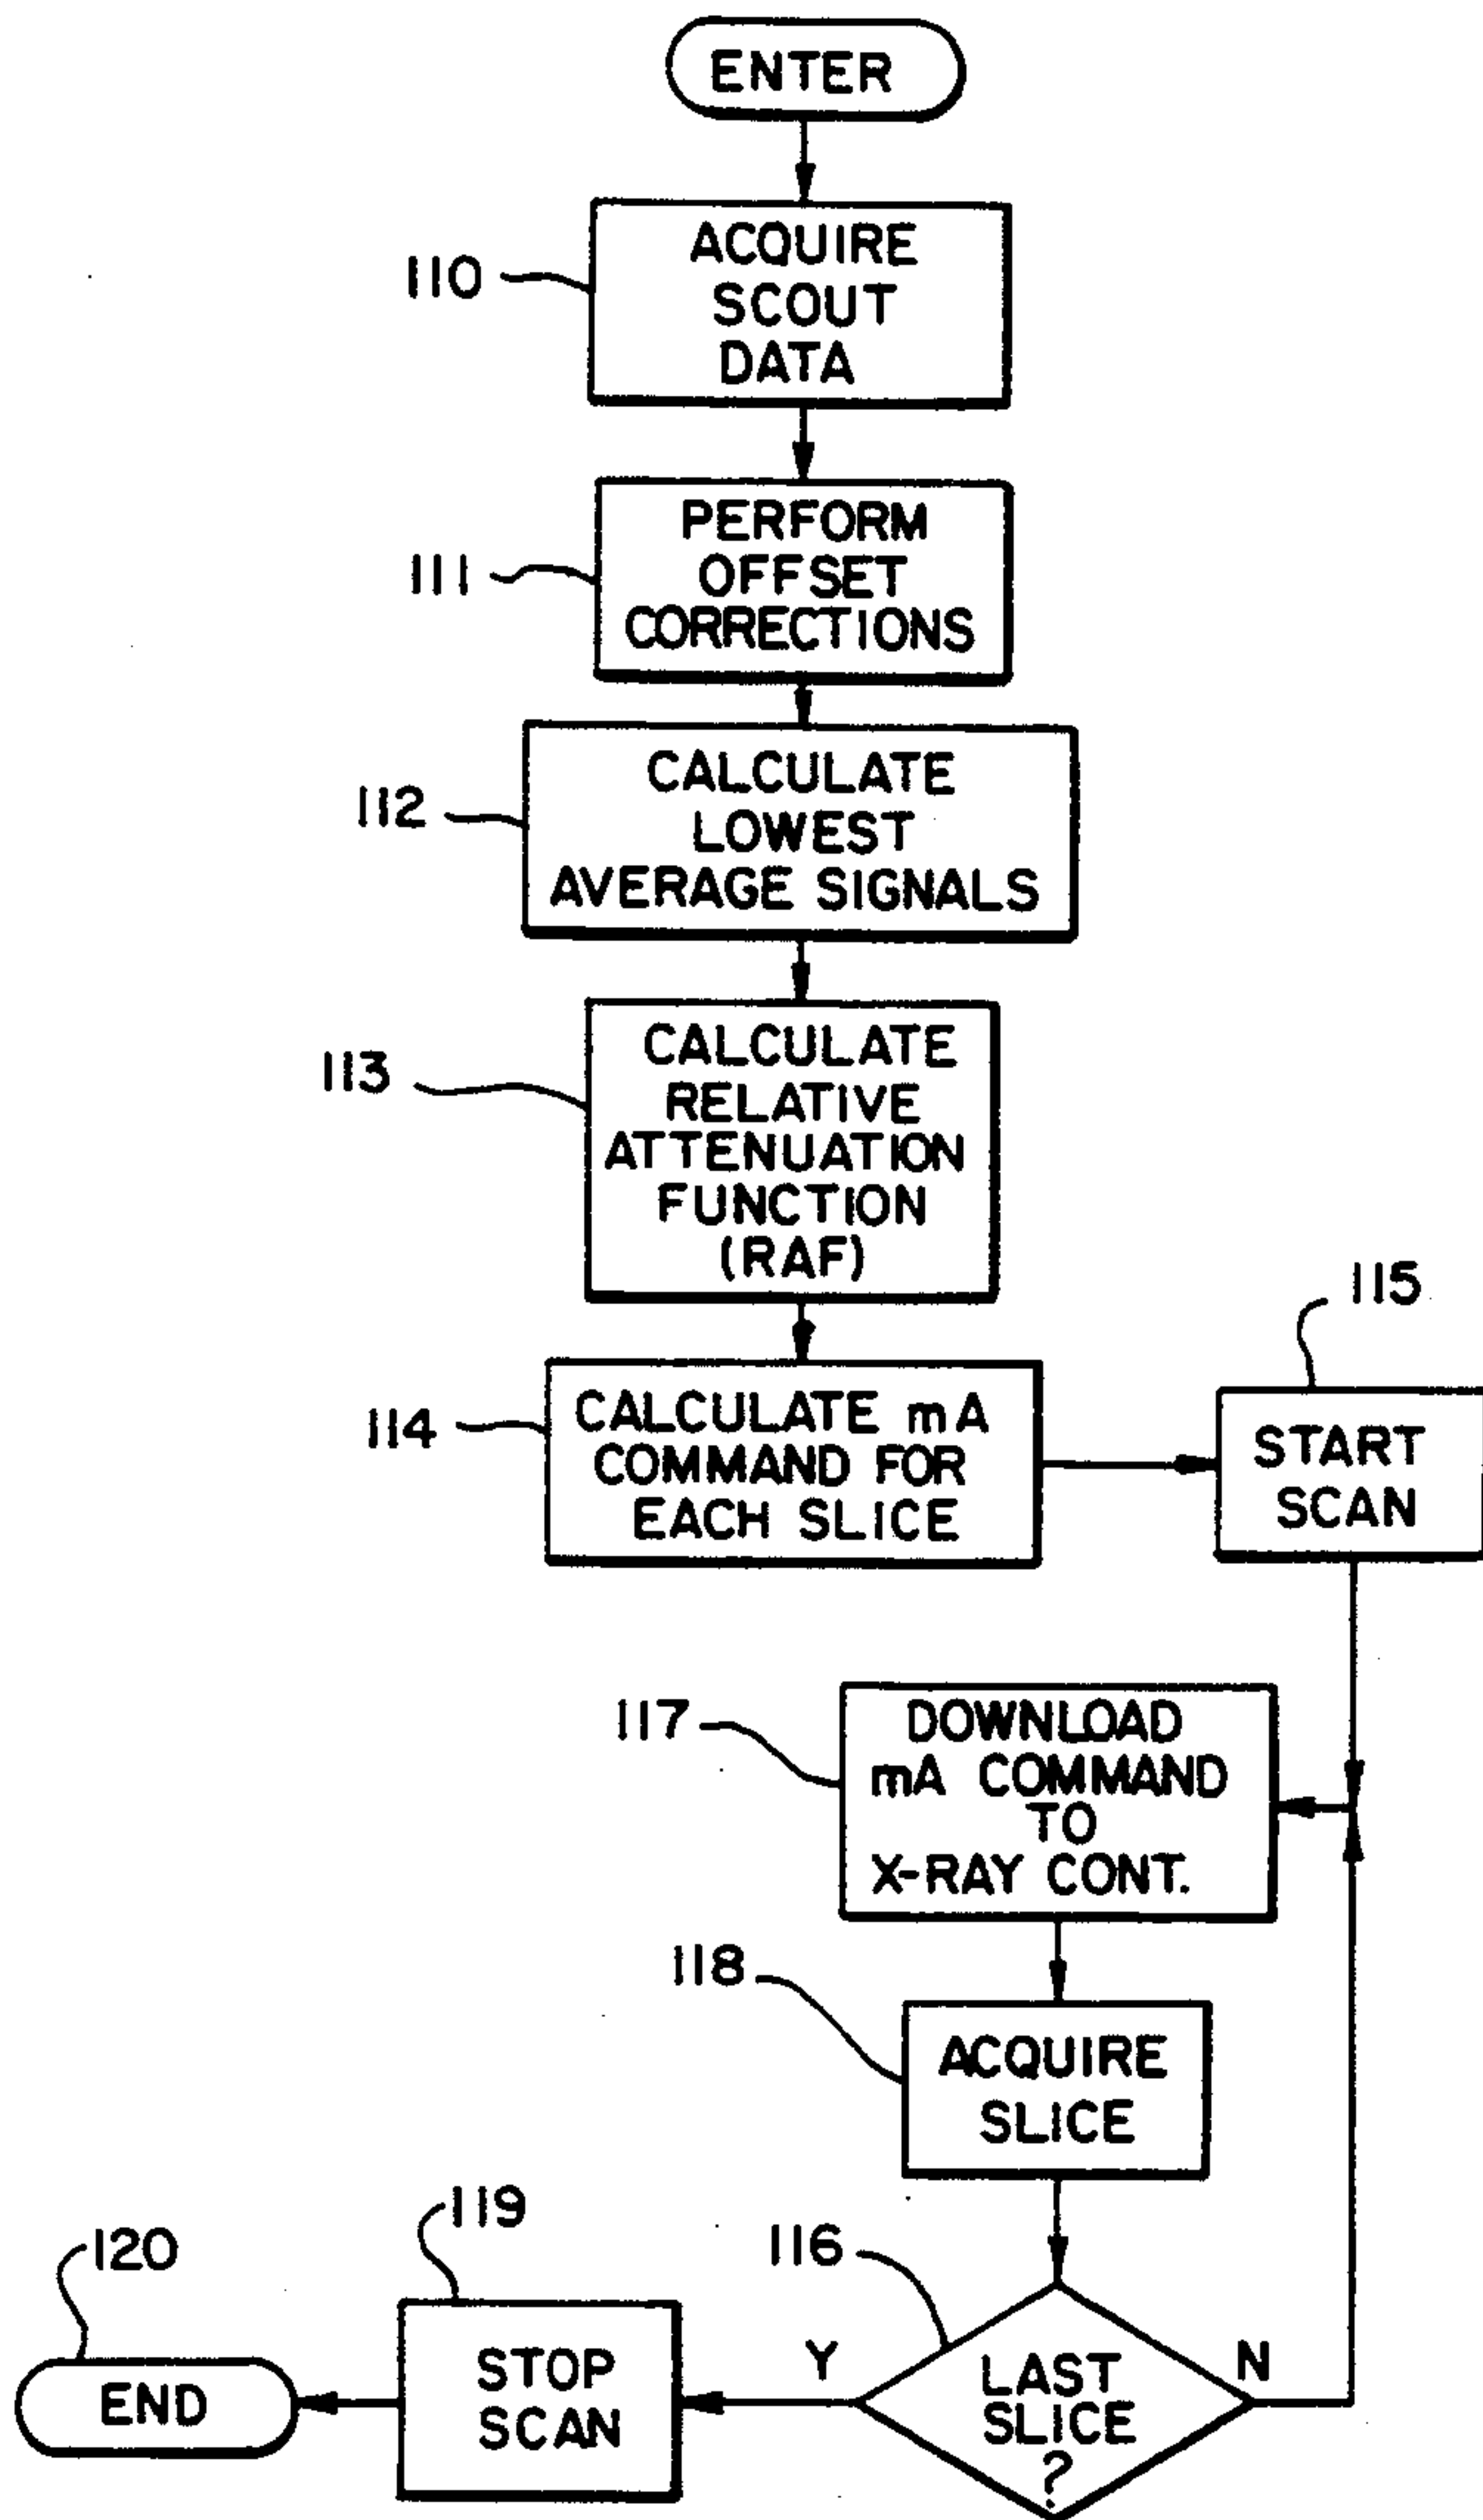 ENTER
110
ACQUIRE
SCOUT
DATA
111
PERFORM
OFFSET
CORRECTIONS
112
CALCULATE
LOWEST
AVERAGE SIGNALS
113
CALCULATE
RELATIVE
ATTENUATION
FUNCTION
(RAF)
114
CALCULATE mA
COMMAND FOR
EACH SLICE
115
START
SCAN
117
DOWNLOAD
mA COMMAND
TO
X-RAY CONT.
118
ACQUIRE
SLICE
116
LAST
SLICE
?
Y
N
119
STOP
SCAN
120
END